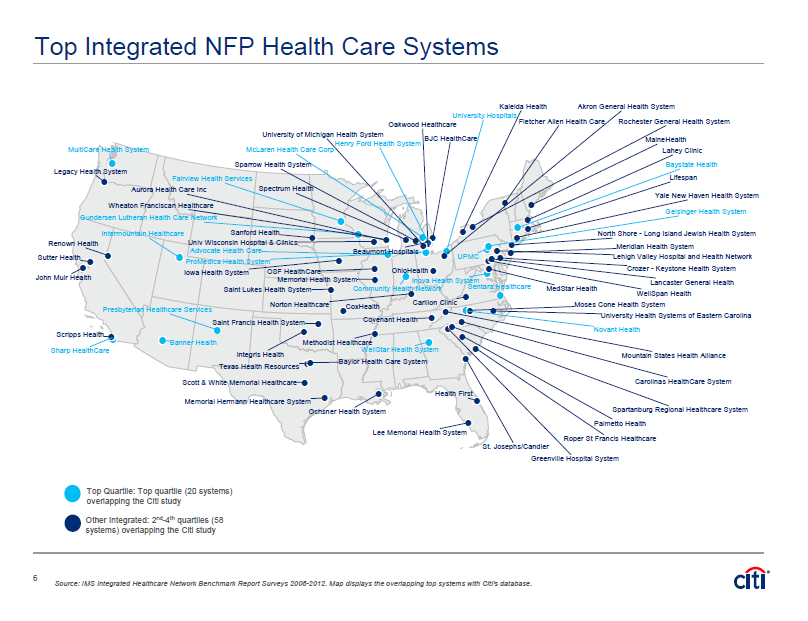 Top Integrated NFP Health Care Systems
Kaleida Health
Akron General Health System
University Hospitals
Oakwood Healthcare
Fletcher Allen Health Care
Rochester General Health System
University of Michigan Health System
BJC HealthCare
Henry Ford Health System
MaineHealth
MultiCare Health System
McLaren Health Care Corp
Lahey Clinic
Sparrow Health System
Baystate Health
Legacy Health System
Fairview Health Services
Lifespan
Aurora Health Care Inc
Spectrum Health
Yale New Haven Health System
Wheaton Franciscan Healthcare
Geisinger Health System
Gundersen Lutheran Health Care Network
Intermountain Healthcare
Sanford Health
North Shore - Long Island Jewish Health System
Renown Health
Univ Wisconsin Hospital & Clinics
Meridian Health System
Advocate Health Care
Beaumont Hospitals
Sutter Health
UPMC
Lehigh Valley Hospital and Health Network
ProMedica Health System
Crozer - Keystone Health System
Iowa Health System
OSF HealthCare
OhioHealth
John Muir Health
Memorial Health System
Inova Health System
Lancaster General Health
Saint Lukes Health System
Community Health Network
Sentara Healthcare
MedStar Health
WellSpan Health
Norton Healthcare
CoxHealth
Carilion Clinic
Moses Cone Health System
Presbyterian Healthcare Services
University Health Systems of Eastern Carolina
Saint Francis Health System
Covenant Health
Novant Health
Scripps Health
Banner Health
Methodist Healthcare
Sharp HealthCare
WellStar Health System
Integris Health
Mountain States Health Alliance
Texas Health Resources
Baylor Health Care System
Scott & White Memorial Healthcare
Carolinas HealthCare System
Health First
Memorial Hermann Healthcare System
Ochsner Health System
Spartanburg Regional Healthcare System
Palmetto Health
Lee Memorial Health System
Roper St Francis Healthcare
St. Josephs/Candler
Greenville Hospital System
Top Quartile: Top quartile (20 systems)
overlapping the Citi study
Other Integrated: 2nd-4th quartiles (58
systems) overlapping the Citi study
6
Source: IMS Integrated Healthcare Network Benchmark Report Surveys 2006-2012. Map displays the overlapping top systems with Citi's database.
citi